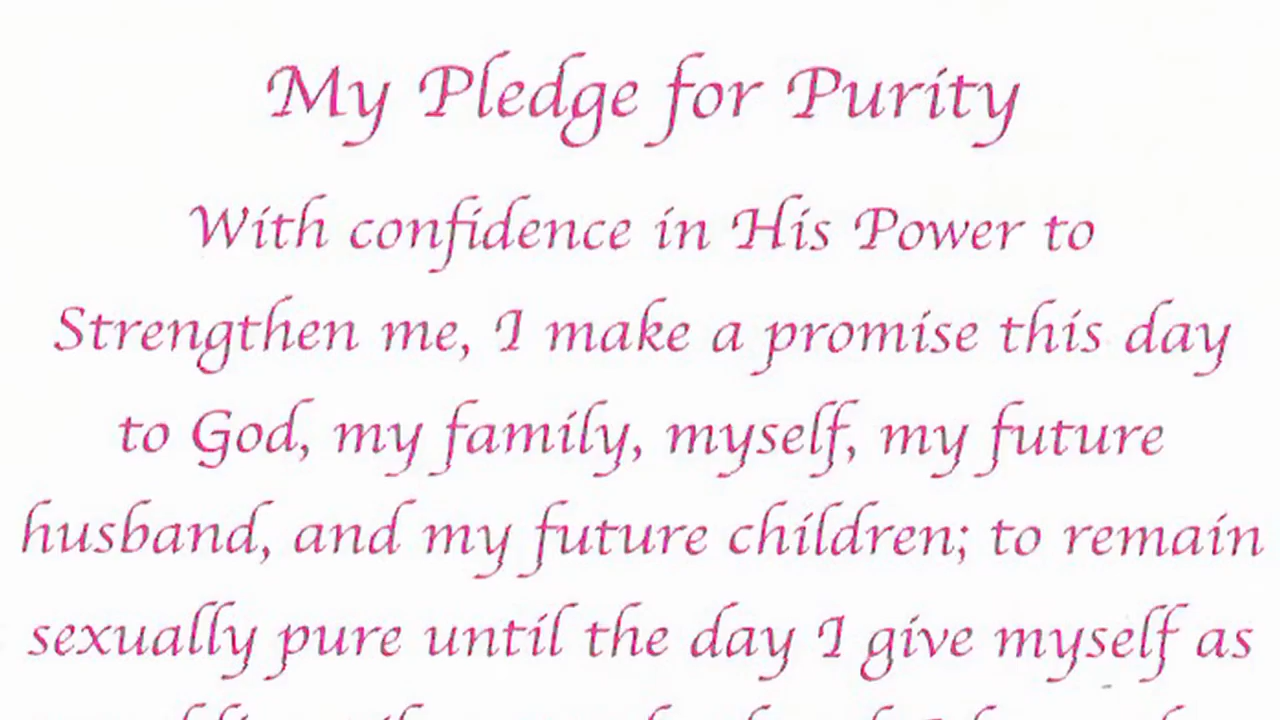 My Pledge for Purity
With confidence in His Power to
Strengthen me, I make a promise this day
to God, my family, myself, my future
husband, and my future children; to remain
sexually pure until the day I give myself as